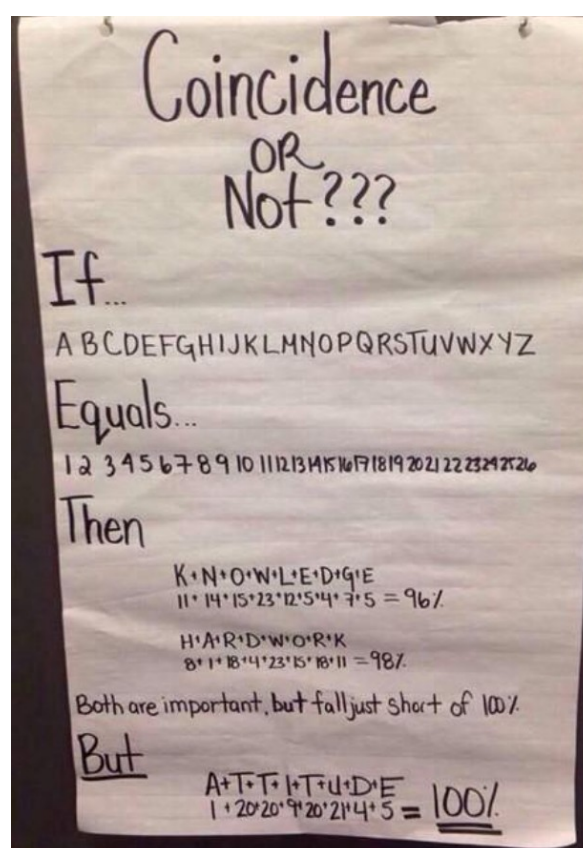 Coincidence
OR
Not???
If...
A B C D E F G H I J K L M N O P Q R S T U V W X Y Z
Equals...
1 2 3 4 5 6 7 8 9 10 11 12 13 14 15 16 17 18 19 20 21 22 23 24 25 26
Then
K+N+O+W+L+E+D+G+E
11+14+15+23+12+5+4+7+5 = 96%
H+A+R+D+W+O+R+K
8+1+18+4+23+15+18+11 = 98%
Both are important, but fall just short of 100%
But
A+T+T+I+T+U+D+E
1+20+20+9+20+21+4+5 = 100%